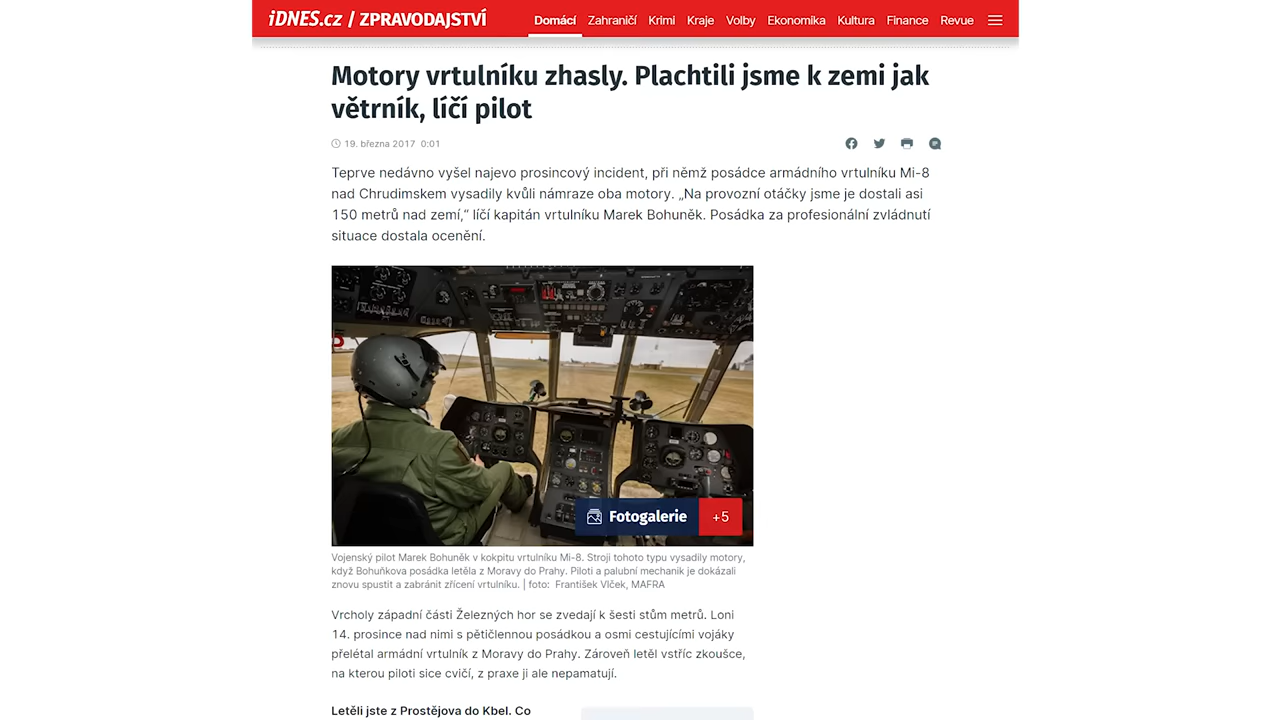 iDNES.cz / ZPRAVODAJSTVÍ
Domácí Zahraničí Krimi Kraje Volby Ekonomika Kultura Finance Revue
Motory vrtulníku zhasly. Plachtili jsme k zemi jak
větrník, líčí pilot
19. března 2017 0:01
Teprve nedávno vyšel najevo prosincový incident, při němž posádce armádního vrtulníku Mi-8
nad Chrudimskem vysadily kvůli námraze oba motory. „Na provozní otáčky jsme je dostali asi
150 metrů nad zemí,“ líčí kapitán vrtulníku Marek Bohuněk. Posádka za profesionální zvládnutí
situace dostala ocenění.
Fotogalerie +5
Vojenský pilot Marek Bohuněk v kokpitu vrtulníku Mi-8. Stroji tohoto typu vysadily motory,
když Bohuňkova posádka letěla z Moravy do Prahy. Piloti a palubní mechanik je dokázali
znovu spustit a zabránit zřícení vrtulníku. | foto: František Vlček, MAFRA
Vrcholy západní části Železných hor se zvedají k šesti stům metrů. Loni
14. prosince nad nimi s pětičlennou posádkou a osmi cestujícími vojáky
přelétal armádní vrtulník z Moravy do Prahy. Zároveň letěl vstříc zkoušce,
na kterou piloti sice cvičí, z praxe ji ale nepamatují.
Letěli jste z Prostějova do Kbel. Co